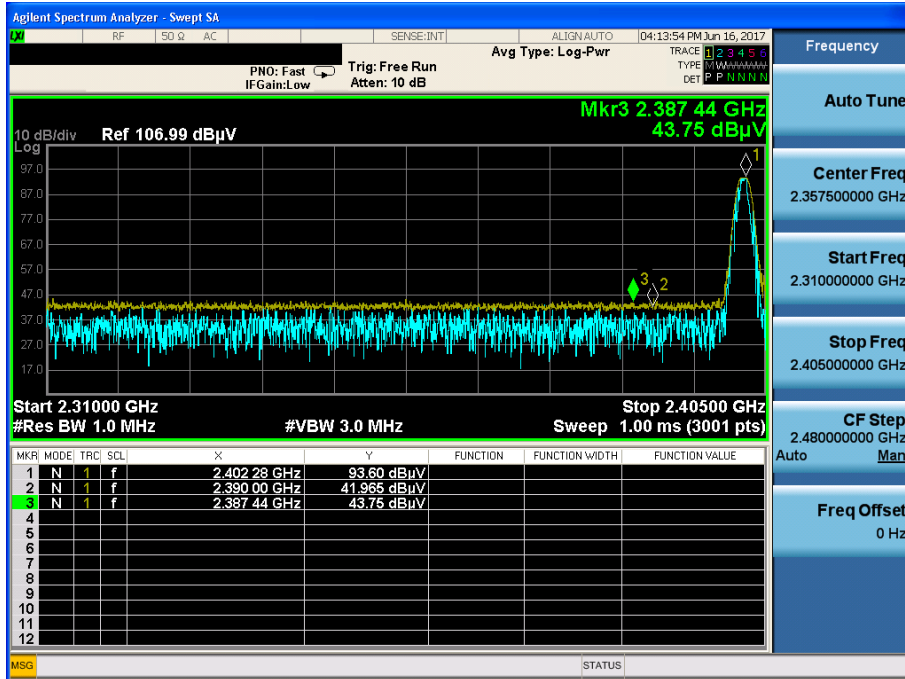 Agilent Spectrum Analyzer - Swept SA
LXI RF 50 Ω AC SENSE:INT ALIGN AUTO 04:13:54 PM Jun 16, 2017
Frequency
Avg Type: Log-Pwr
TRACE 1 2 3 4 5 6
PNO: Fast Trig: Free Run
TYPE M W W W W W
IFGain:Low Atten: 10 dB
DET P P N N N N
Auto Tune
Mkr3 2.387 44 GHz
43.75 dBµV
10 dB/div Ref 106.99 dBµV
Log
97.0
87.0
77.0
67.0
57.0
47.0
37.0
27.0
17.0
1
3
2
Center Freq
2.357500000 GHz
Start Freq
2.310000000 GHz
Stop Freq
2.405000000 GHz
Start 2.31000 GHz Stop 2.40500 GHz
#Res BW 1.0 MHz #VBW 3.0 MHz Sweep 1.00 ms (3001 pts)
CF Step
2.480000000 GHz
Auto Man
Freq Offset
0 Hz
MKR MODE TRC SCL X Y FUNCTION FUNCTION WIDTH FUNCTION VALUE
1 N 1 f 2.402 28 GHz 93.60 dBµV
2 N 1 f 2.390 00 GHz 41.965 dBµV
3 N 1 f 2.387 44 GHz 43.75 dBµV
4
5
6
7
8
9
10
11
12
MSG STATUS